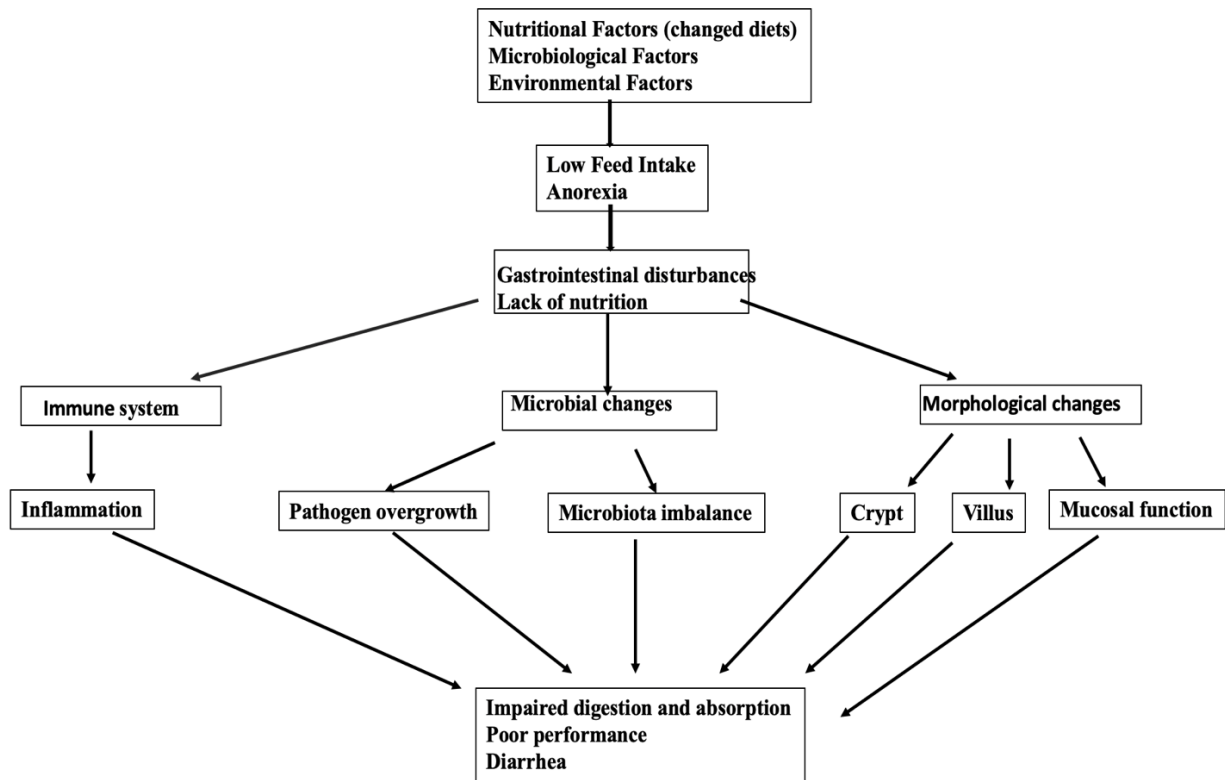 Nutritional Factors (changed diets)
Microbiological Factors
Environmental Factors
Low Feed Intake
Anorexia
Gastrointestinal disturbances
Lack of nutrition
Immune system
Microbial changes
Morphological changes
Inflammation
Pathogen overgrowth
Microbiota imbalance
Crypt
Villus
Mucosal function
Impaired digestion and absorption
Poor performance
Diarrhea